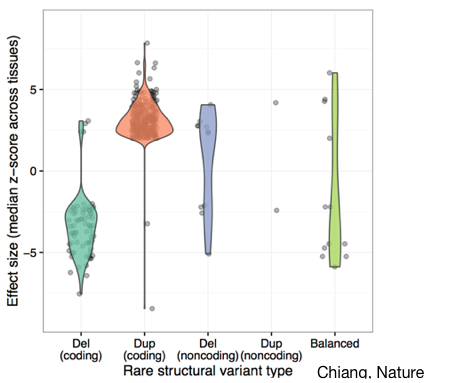 Effect size (median z−score across tissues)
5
0
−5
Del
(coding)
Dup
(coding)
Del
(noncoding)
Dup
(noncoding)
Balanced
Rare structural variant type
Chiang, Nature